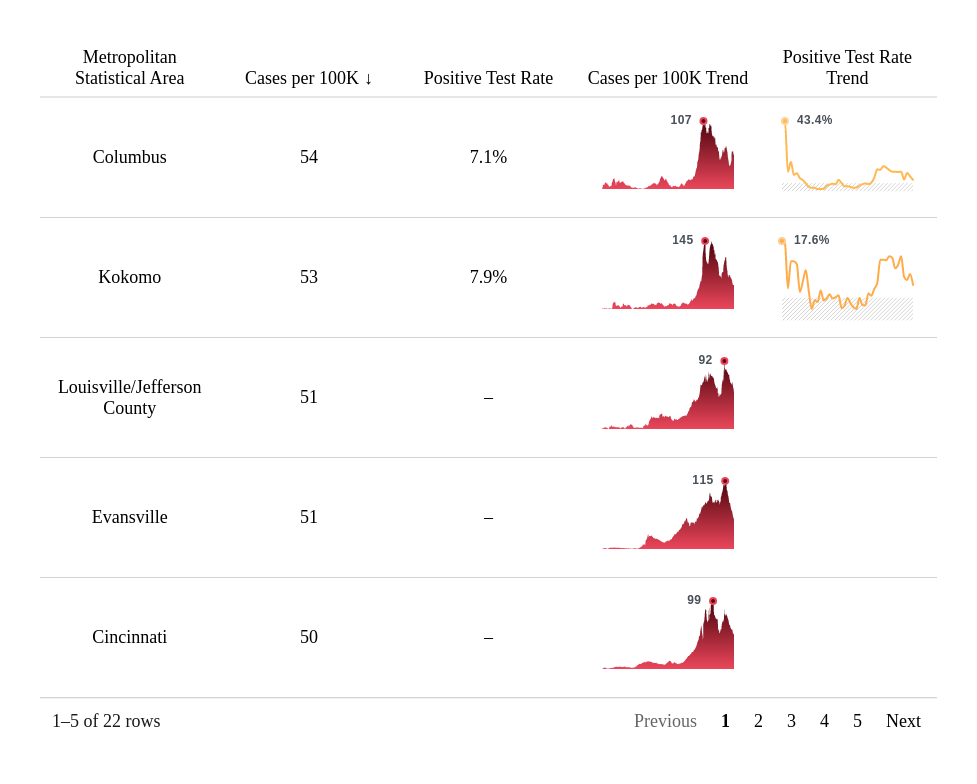 Metropolitan
Statistical Area
Cases per 100K ↓
Positive Test Rate
Cases per 100K Trend
Positive Test Rate
Trend
Columbus
54
7.1%
107
43.4%
Kokomo
53
7.9%
145
17.6%
Louisville/Jefferson
County
51
–
92
Evansville
51
–
115
Cincinnati
50
–
99
1–5 of 22 rows
Previous 1 2 3 4 5 Next